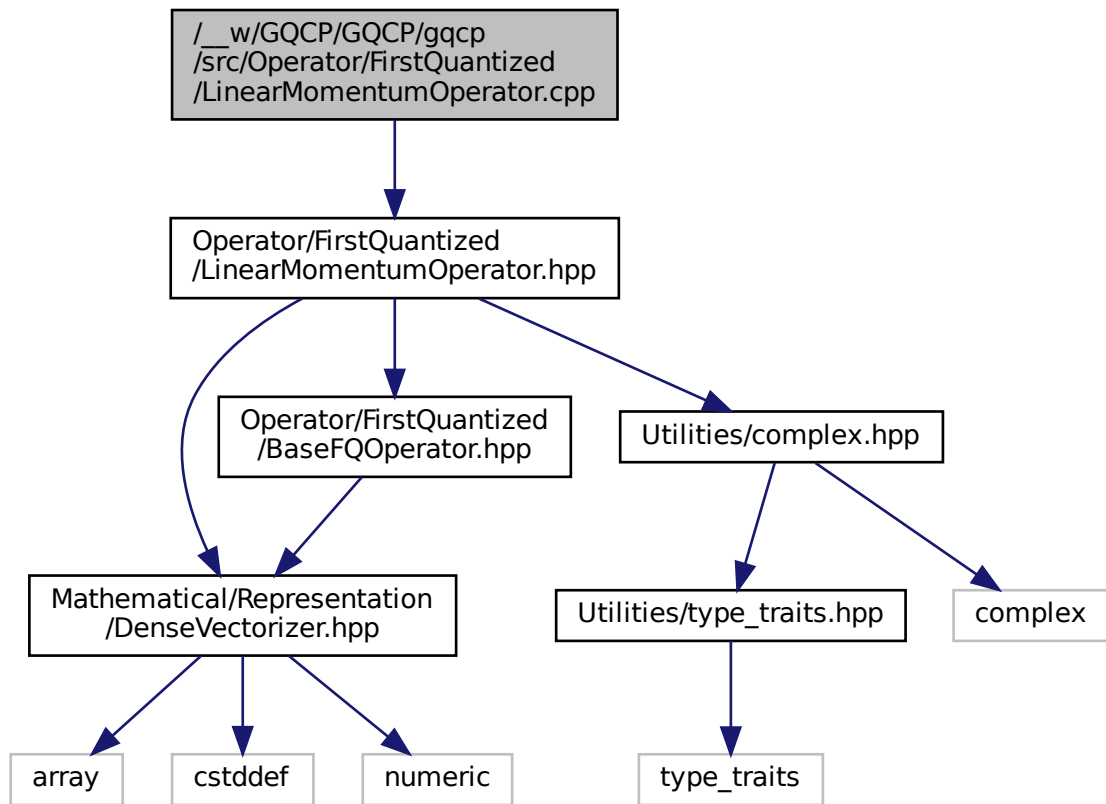 /__w/GQCP/GQCP/gqcp
/src/Operator/FirstQuantized
/LinearMomentumOperator.cpp
Operator/FirstQuantized
/LinearMomentumOperator.hpp
Operator/FirstQuantized
/BaseFQOperator.hpp
Utilities/complex.hpp
Mathematical/Representation
/DenseVectorizer.hpp
Utilities/type_traits.hpp
complex
array
cstddef
numeric
type_traits